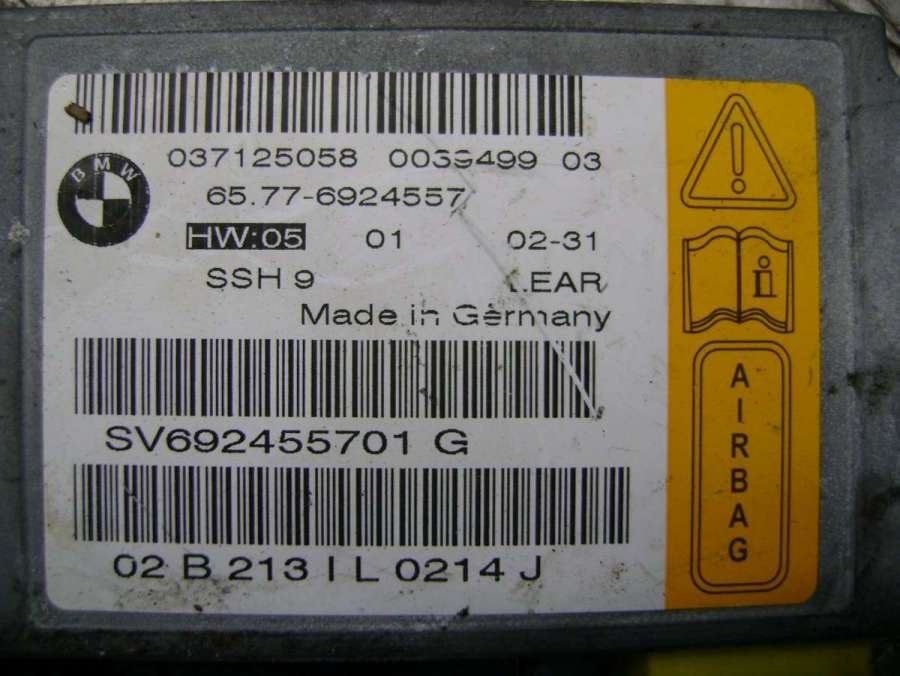 037125058 0039499 03
BMW
65.77-6924557
HW:05 01 02-31
SSH 9 .EAR
Made in Germany
SV692455701 G
02 B 213 I L 0214 J
i
AIRBAG